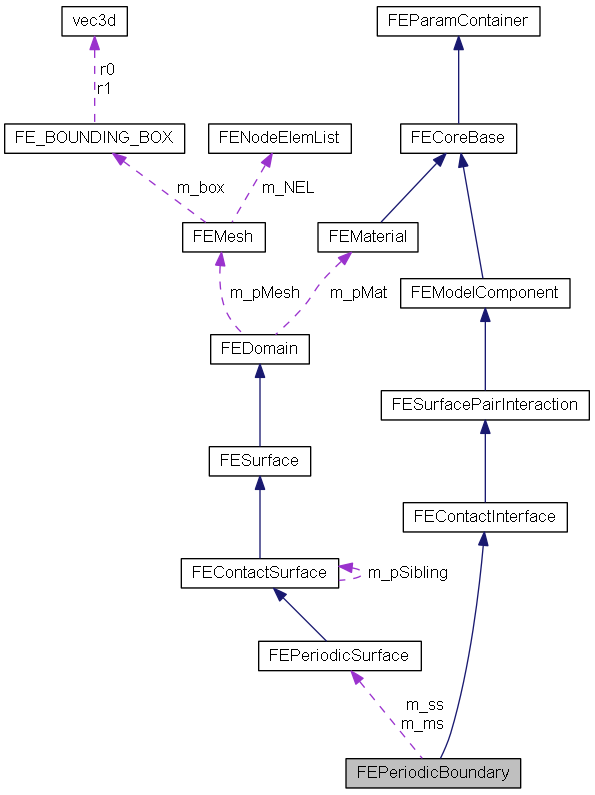 vec3d
FEParamContainer
r0
r1
FE_BOUNDING_BOX
FENodeElemList
FECoreBase
m_box
m_NEL
FEMesh
FEMaterial
m_pMesh
m_pMat
FEModelComponent
FEDomain
FESurfacePairInteraction
FESurface
FEContactInterface
FEContactSurface
m_pSibling
FEPeriodicSurface
m_ss
m_ms
FEPeriodicBoundary